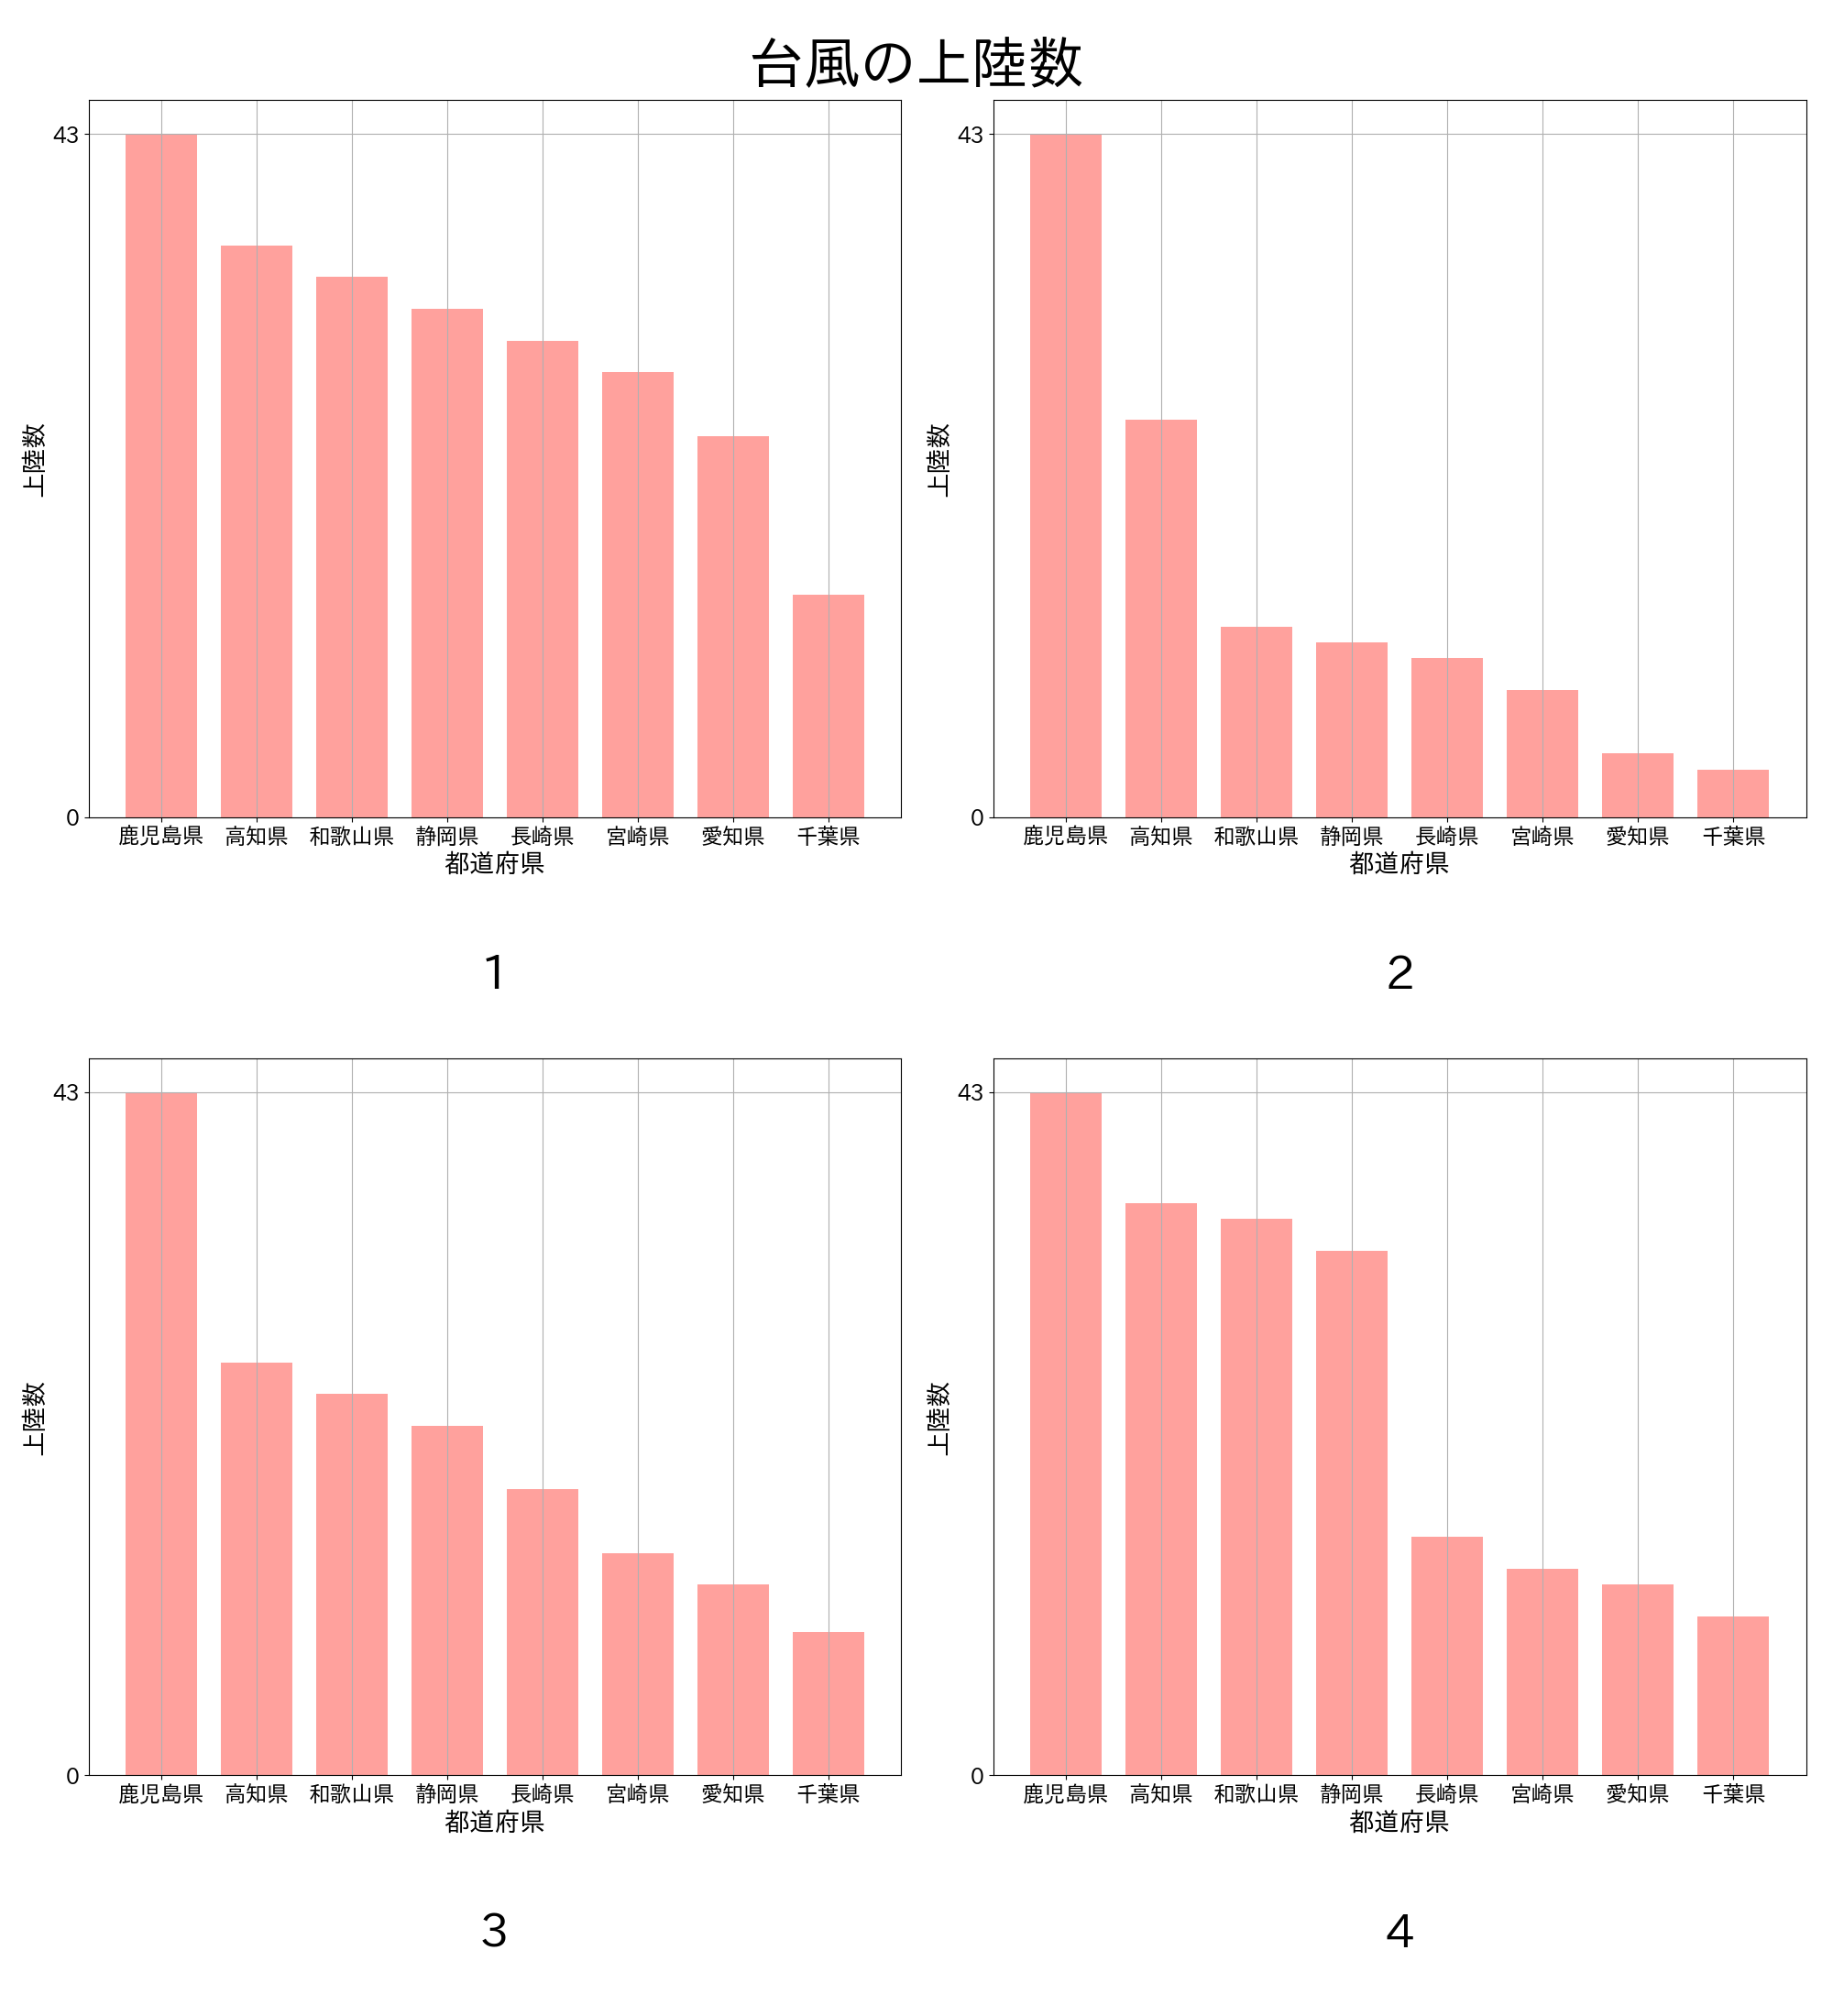 台風の上陸数
43
0
上陸数
鹿児島県 高知県 和歌山県 静岡県 長崎県 宮崎県 愛知県 千葉県
都道府県
1
43
0
上陸数
鹿児島県 高知県 和歌山県 静岡県 長崎県 宮崎県 愛知県 千葉県
都道府県
2
43
0
上陸数
鹿児島県 高知県 和歌山県 静岡県 長崎県 宮崎県 愛知県 千葉県
都道府県
3
43
0
上陸数
鹿児島県 高知県 和歌山県 静岡県 長崎県 宮崎県 愛知県 千葉県
都道府県
4